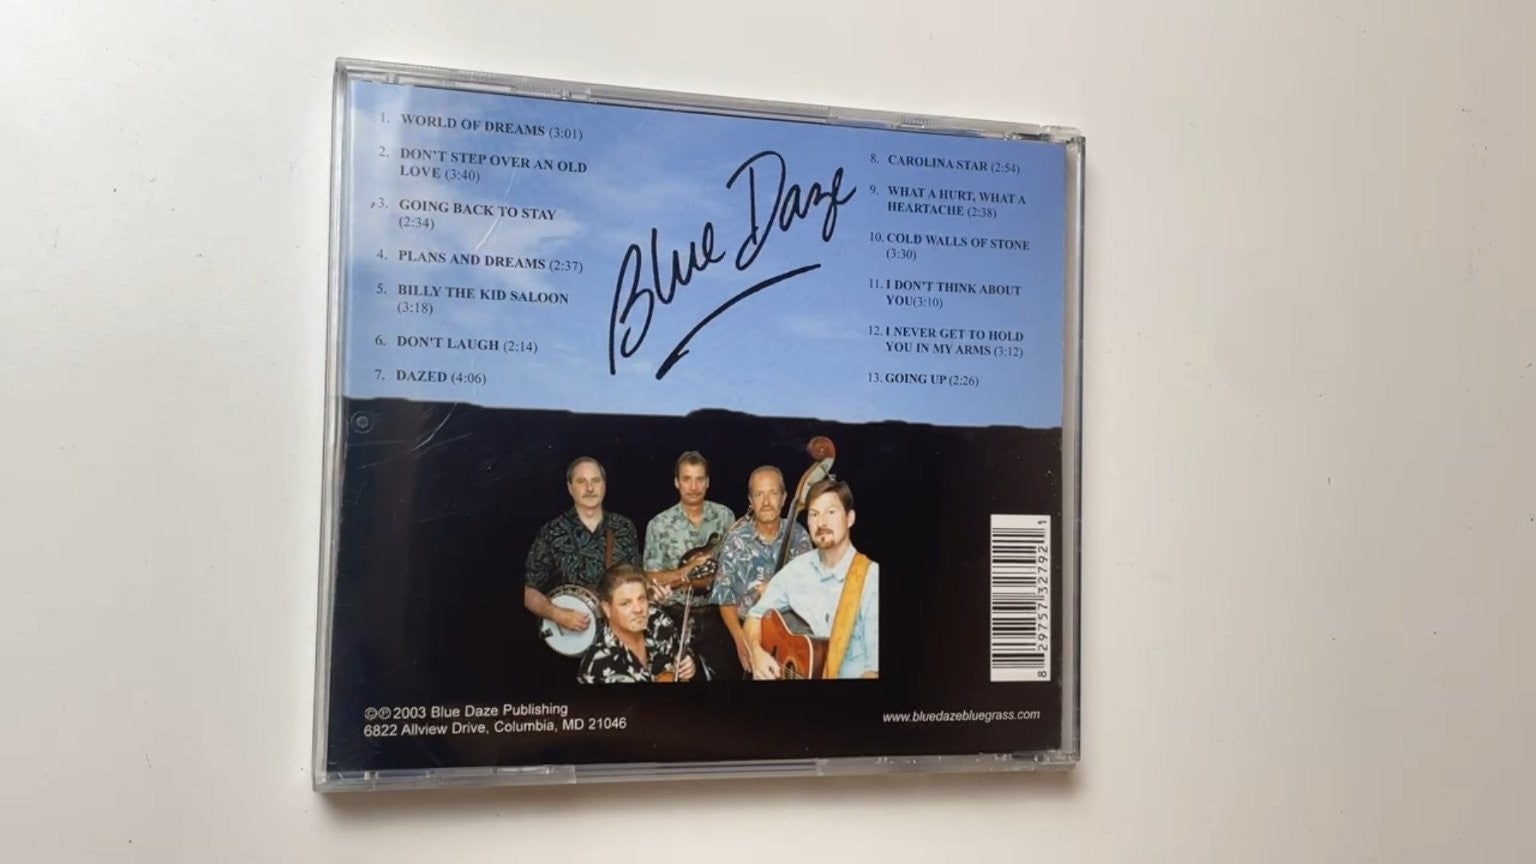 1. WORLD OF DREAMS (3:01)
2. DON'T STEP OVER AN OLD
LOVE (3:40)
3. GOING BACK TO STAY
(2:34)
4. PLANS AND DREAMS (2:37)
5. BILLY THE KID SALOON
(3:18)
6. DON'T LAUGH (2:14)
7. DAZED (4:06)
Blue Daze
8. CAROLINA STAR (2:54)
9. WHAT A HURT, WHAT A
HEARTACHE (2:38)
10. COLD WALLS OF STONE
(3:30)
11. I DON'T THINK ABOUT
YOU(3:10)
12. I NEVER GET TO HOLD
YOU IN MY ARMS (3:12)
13. GOING UP (2:26)
8 29757 32792 1
©℗2003 Blue Daze Publishing
6822 Allview Drive, Columbia, MD 21046
www.bluedazebluegrass.com